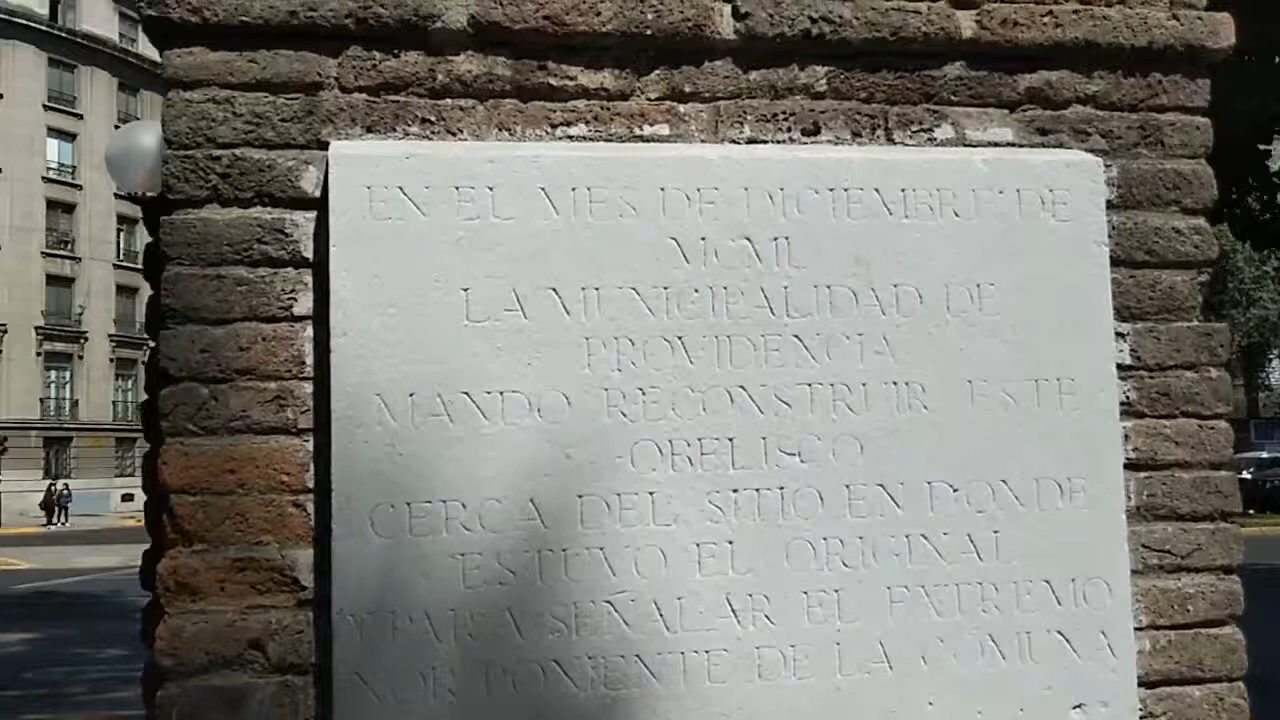 EN EL MES DE DICIEMBRE DE
MCMIL
LA MUNICIPALIDAD DE
PROVIDENCIA
MANDO RECONSTRUIR ESTE
OBELISCO
CERCA DEL SITIO EN DONDE
ESTUVO EL ORIGINAL
Y PARA SEÑALAR EL EXTREMO
NOR PONIENTE DE LA COMUNA